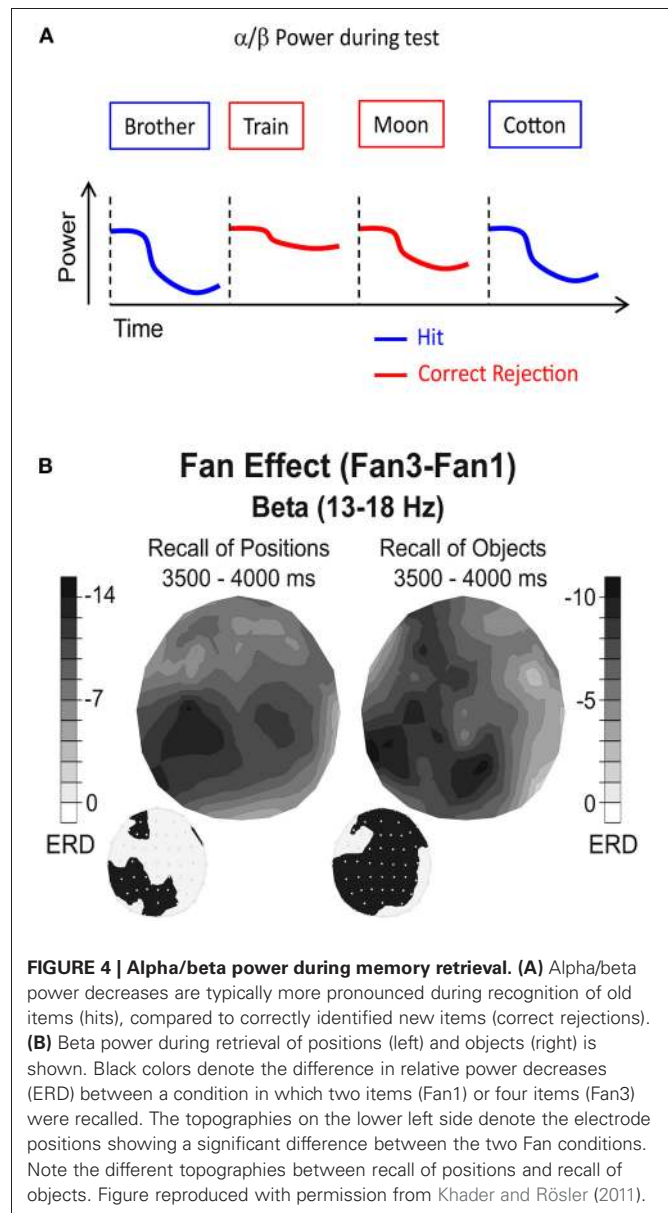 A
α/β Power during test
Brother Train Moon Cotton
Power
Time
Hit
Correct Rejection
B
Fan Effect (Fan3-Fan1)
Beta (13-18 Hz)
Recall of Positions Recall of Objects
3500 - 4000 ms 3500 - 4000 ms
-14 -10
-7 -5
0 0
ERD ERD
FIGURE 4 | Alpha/beta power during memory retrieval. (A) Alpha/beta
power decreases are typically more pronounced during recognition of old
items (hits), compared to correctly identified new items (correct rejections).
(B) Beta power during retrieval of positions (left) and objects (right) is
shown. Black colors denote the difference in relative power decreases
(ERD) between a condition in which two items (Fan1) or four items (Fan3)
were recalled. The topographies on the lower left side denote the electrode
positions showing a significant difference between the two Fan conditions.
Note the different topographies between recall of positions and recall of
objects. Figure reproduced with permission from Khader and Rösler (2011).